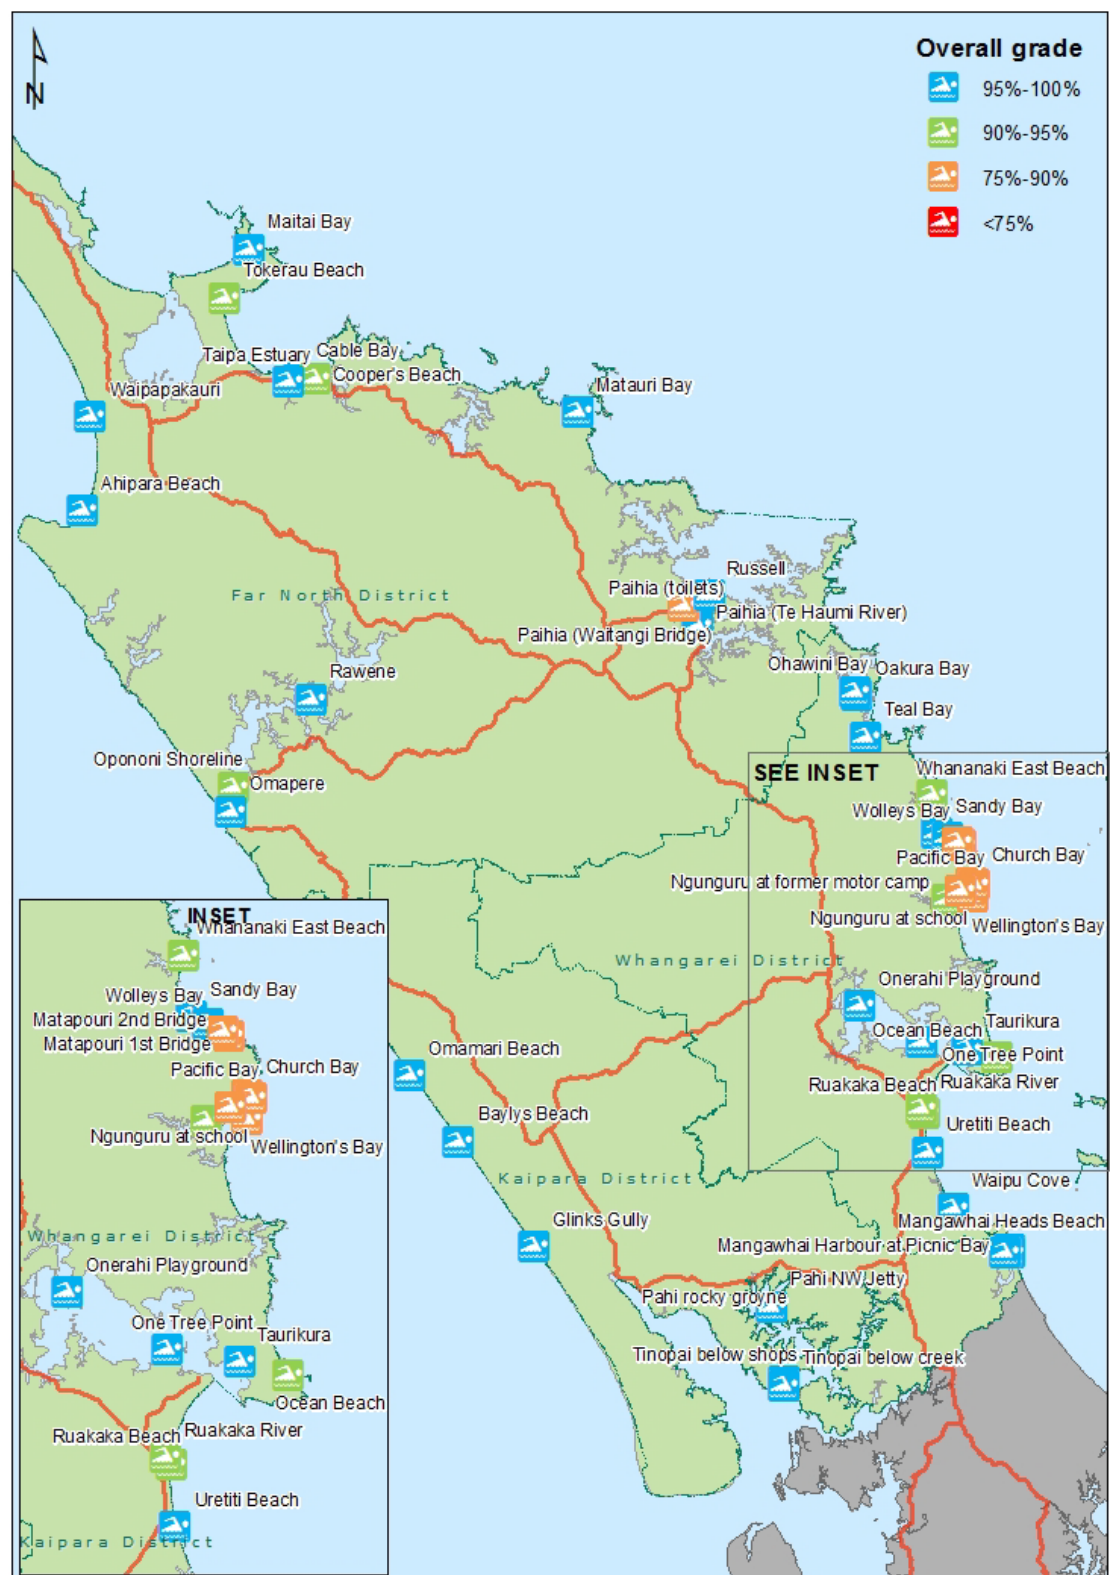 Overall grade
95%-100%
90%-95%
75%-90%
<75%
N
Maitai Bay
Tokerau Beach
Taipa Estuary
Cable Bay
Cooper's Beach
Waipapakauri
Matauri Bay
Ahipara Beach
Far North District
Russell
Paihia (toilets)
Paihia (Te Haumi River)
Paihia (Waitangi Bridge)
Ohawini Bay
Oakura Bay
Rawene
Teal Bay
Opononi Shoreline
Omapere
SEE INSET
Whananaki East Beach
Wolleys Bay
Sandy Bay
Pacific Bay
Church Bay
Ngunguru at former motor camp
Ngunguru at school
Wellington's Bay
Whangarei District
Onerahi Playground
Ocean Beach
Taurikura
One Tree Point
Ruakaka Beach
Ruakaka River
Uretiti Beach
Omamari Beach
Baylys Beach
Kaipara District
Waipu Cove
Glinks Gully
Mangawhai Heads Beach
Mangawhai Harbour at Picnic Bay
Pahi NW Jetty
Pahi rocky groyne
Tinopai below shops
Tinopai below creek
INSET
Whananaki East Beach
Wolleys Bay
Sandy Bay
Matapouri 2nd Bridge
Matapouri 1st Bridge
Pacific Bay
Church Bay
Ngunguru at school
Wellington's Bay
Whangarei District
Onerahi Playground
One Tree Point
Taurikura
Ocean Beach
Ruakaka Beach
Ruakaka River
Uretiti Beach
Kaipara District